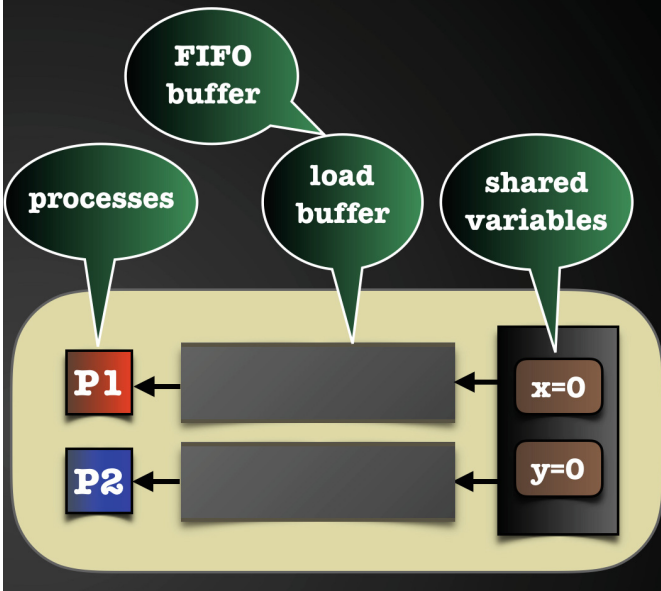 FIFO
buffer
processes
load
buffer
shared
variables
P1
x=0
P2
y=0